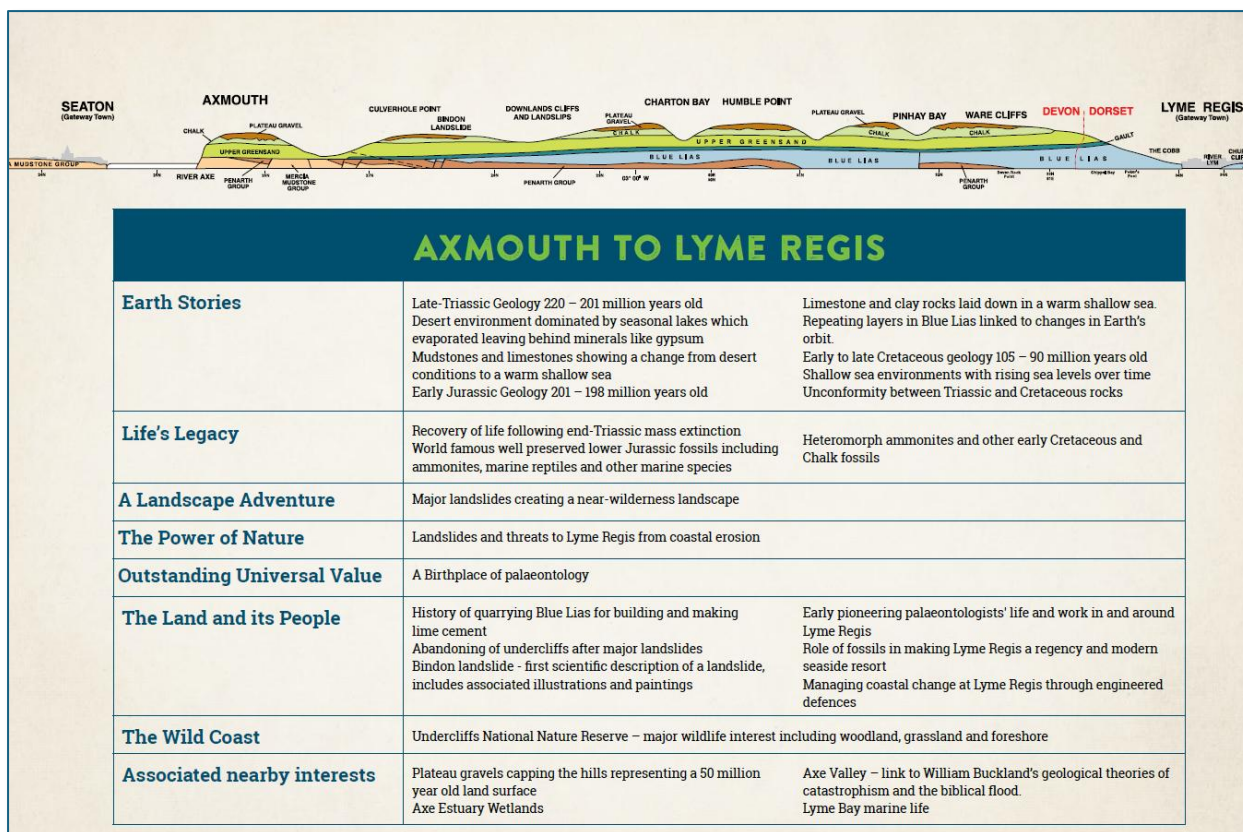 SEATON
(Gateway Town)
AXMOUTH
CULVERHOLE POINT
BINDON
LANDSLIDE
DOWNLANDS CLIFFS
AND LANDSLIPS
CHARTON BAY
HUMBLE POINT
PINHAY BAY
WARE CLIFFS
DEVON
DORSET
LYME REGIS
(Gateway Town)
CHALK
PLATEAU GRAVEL
PLATEAU
GRAVEL
CHALK
PLATEAU GRAVEL
CHALK
CHALK
GAULT
UPPER GREENSAND
UPPER GREENSAND
THE COBB
RIVER
LYM
A MUDSTONE GROUP
RIVER AXE
PENARTH
GROUP
MERCIA
MUDSTONE
GROUP
PENARTH GROUP
03° 00' W
BLUE LIAS
BLUE LIAS
PENARTH
GROUP
BLUE LIAS
AXMOUTH TO LYME REGIS
Earth Stories
Late-Triassic Geology 220 – 201 million years old
Desert environment dominated by seasonal lakes which
evaporated leaving behind minerals like gypsum
Mudstones and limestones showing a change from desert
conditions to a warm shallow sea
Early Jurassic Geology 201 – 198 million years old
Limestone and clay rocks laid down in a warm shallow sea.
Repeating layers in Blue Lias linked to changes in Earth's
orbit.
Early to late Cretaceous geology 105 – 90 million years old
Shallow sea environments with rising sea levels over time
Unconformity between Triassic and Cretaceous rocks
Life's Legacy
Recovery of life following end-Triassic mass extinction
World famous well preserved lower Jurassic fossils including
ammonites, marine reptiles and other marine species
Heteromorph ammonites and other early Cretaceous and
Chalk fossils
A Landscape Adventure
Major landslides creating a near-wilderness landscape
The Power of Nature
Landslides and threats to Lyme Regis from coastal erosion
Outstanding Universal Value
A Birthplace of palaeontology
The Land and its People
History of quarrying Blue Lias for building and making
lime cement
Abandoning of undercliffs after major landslides
Bindon landslide - first scientific description of a landslide,
includes associated illustrations and paintings
Early pioneering palaeontologists' life and work in and around
Lyme Regis
Role of fossils in making Lyme Regis a regency and modern
seaside resort
Managing coastal change at Lyme Regis through engineered
defences
The Wild Coast
Undercliffs National Nature Reserve – major wildlife interest including woodland, grassland and foreshore
Associated nearby interests
Plateau gravels capping the hills representing a 50 million
year old land surface
Axe Estuary Wetlands
Axe Valley – link to William Buckland's geological theories of
catastrophism and the biblical flood.
Lyme Bay marine life